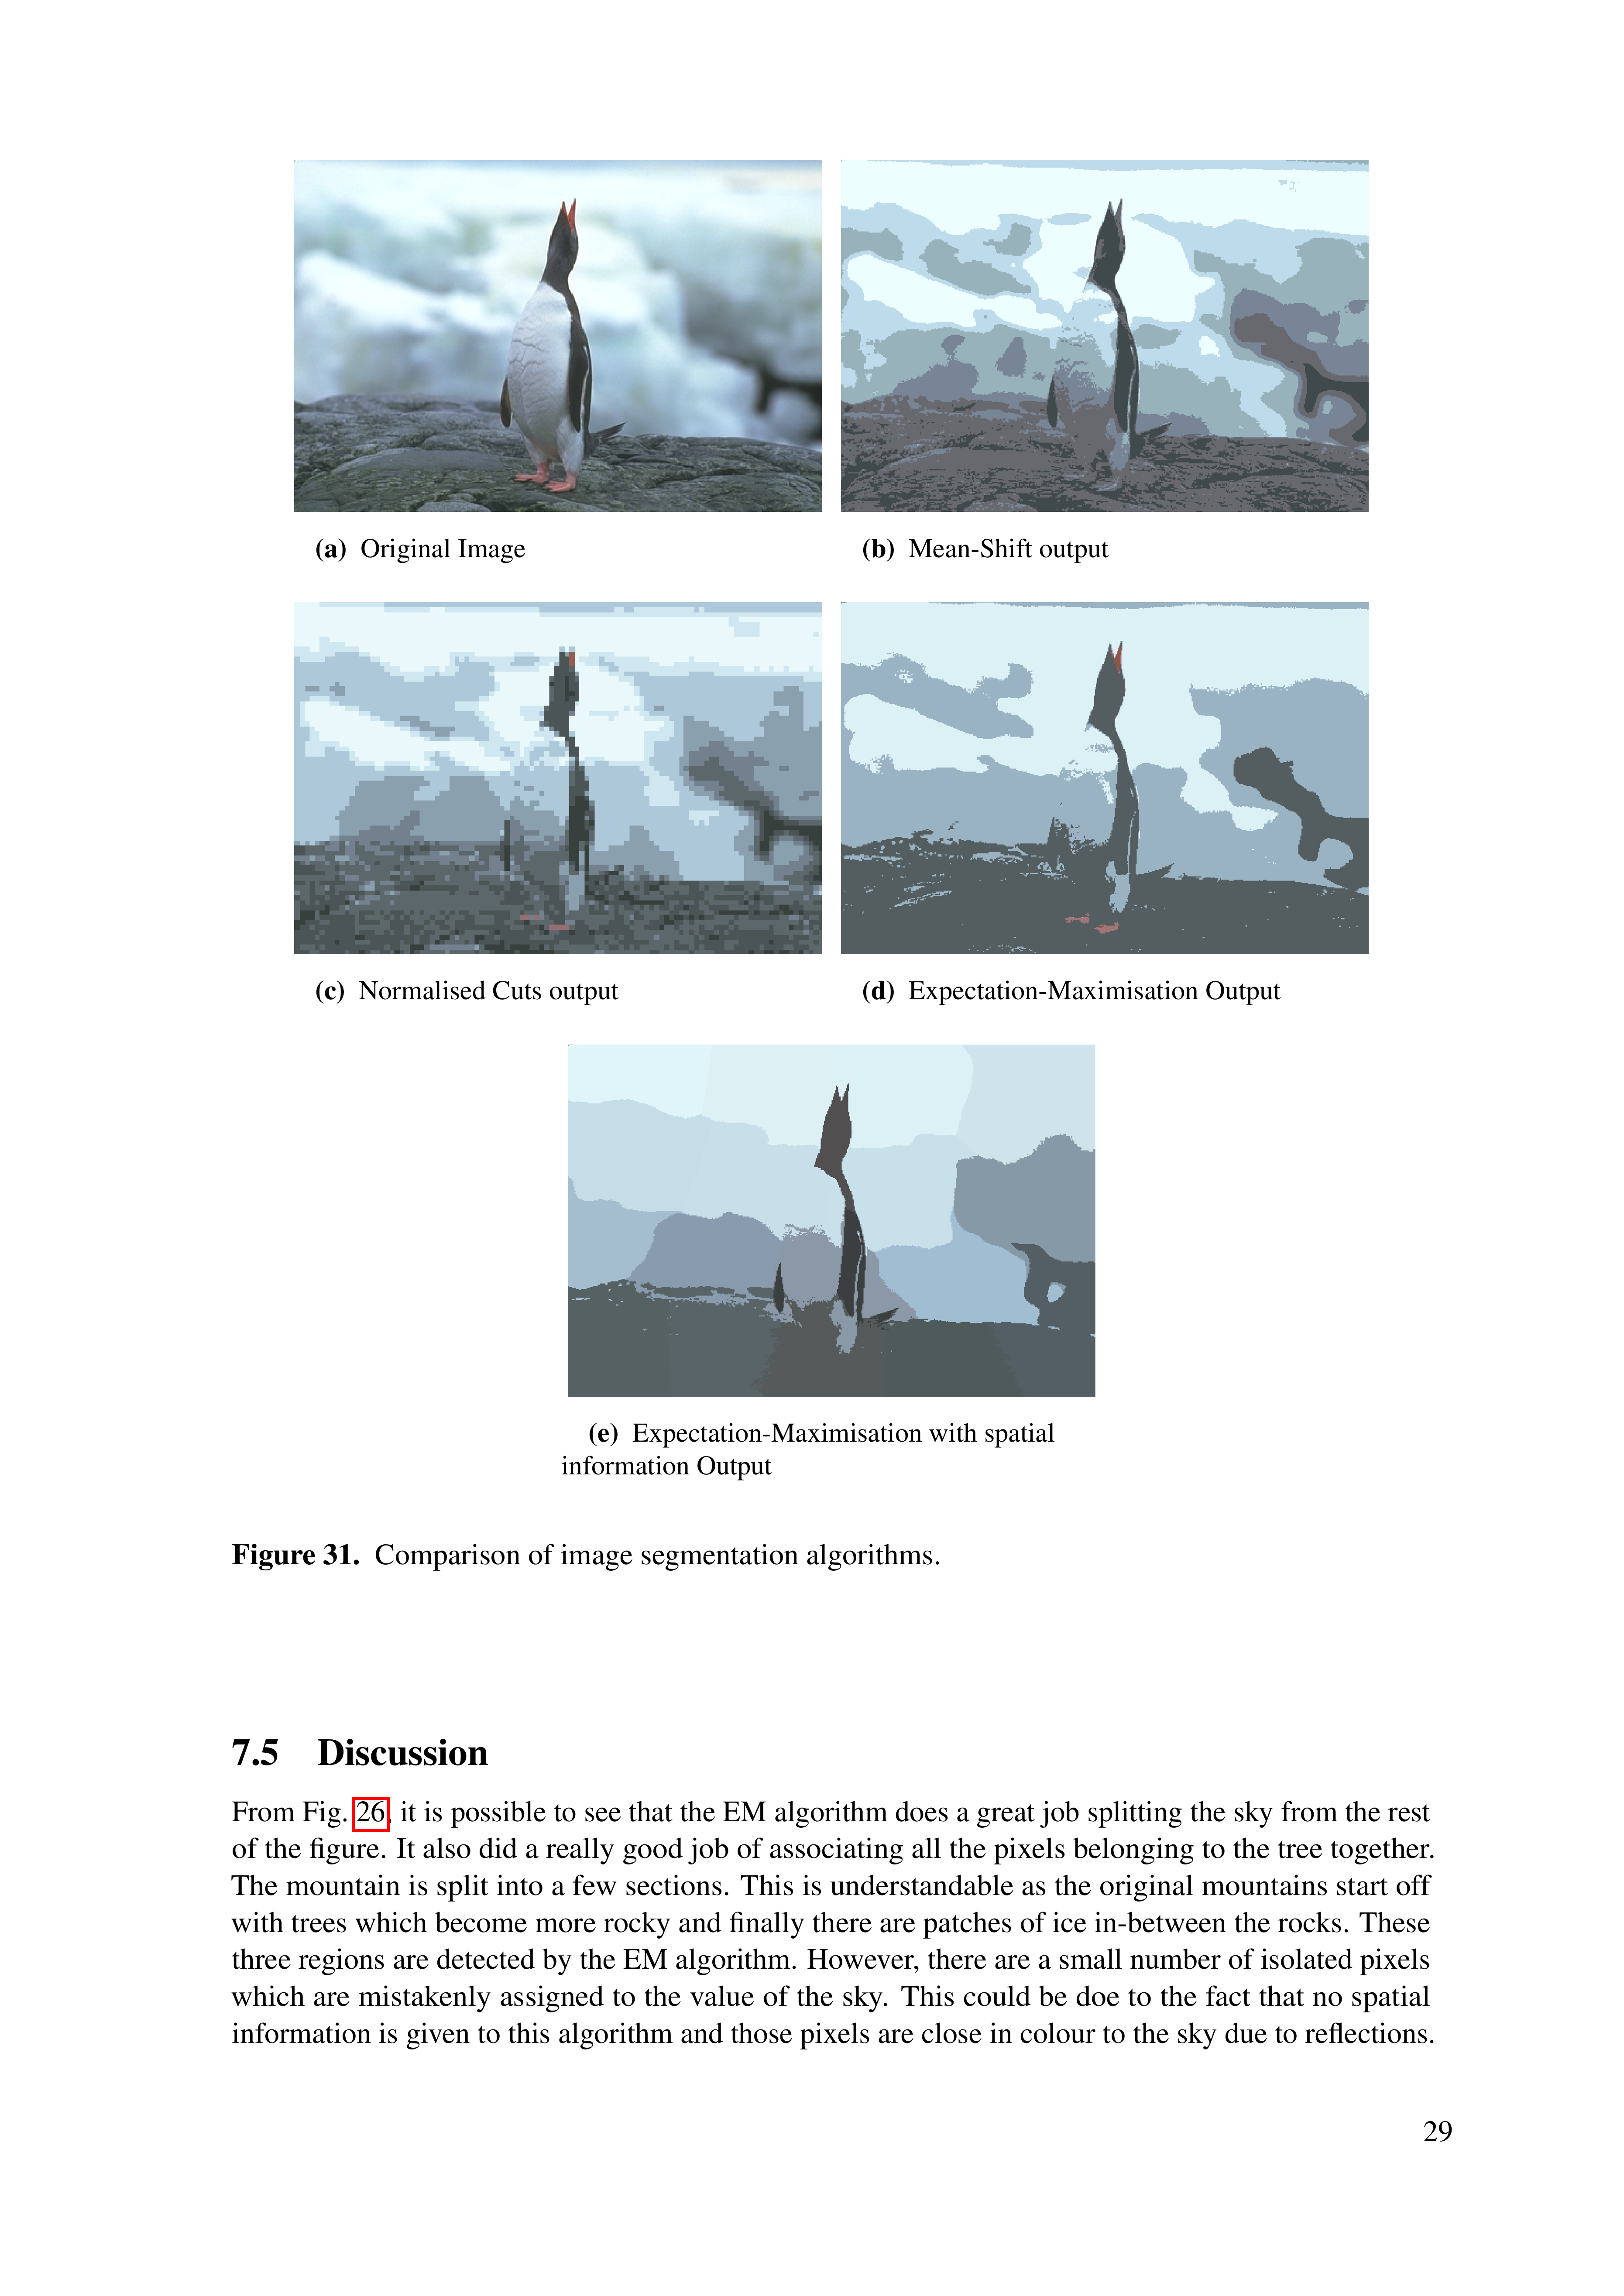 (a) Original Image
(b) Mean-Shift output
(c) Normalised Cuts output
(d) Expectation-Maximisation Output
(e) Expectation-Maximisation with spatial
information Output
Figure 31. Comparison of image segmentation algorithms.
7.5 Discussion
From Fig. 26, it is possible to see that the EM algorithm does a great job splitting the sky from the rest
of the figure. It also did a really good job of associating all the pixels belonging to the tree together.
The mountain is split into a few sections. This is understandable as the original mountains start off
with trees which become more rocky and finally there are patches of ice in-between the rocks. These
three regions are detected by the EM algorithm. However, there are a small number of isolated pixels
which are mistakenly assigned to the value of the sky. This could be doe to the fact that no spatial
information is given to this algorithm and those pixels are close in colour to the sky due to reflections.
29